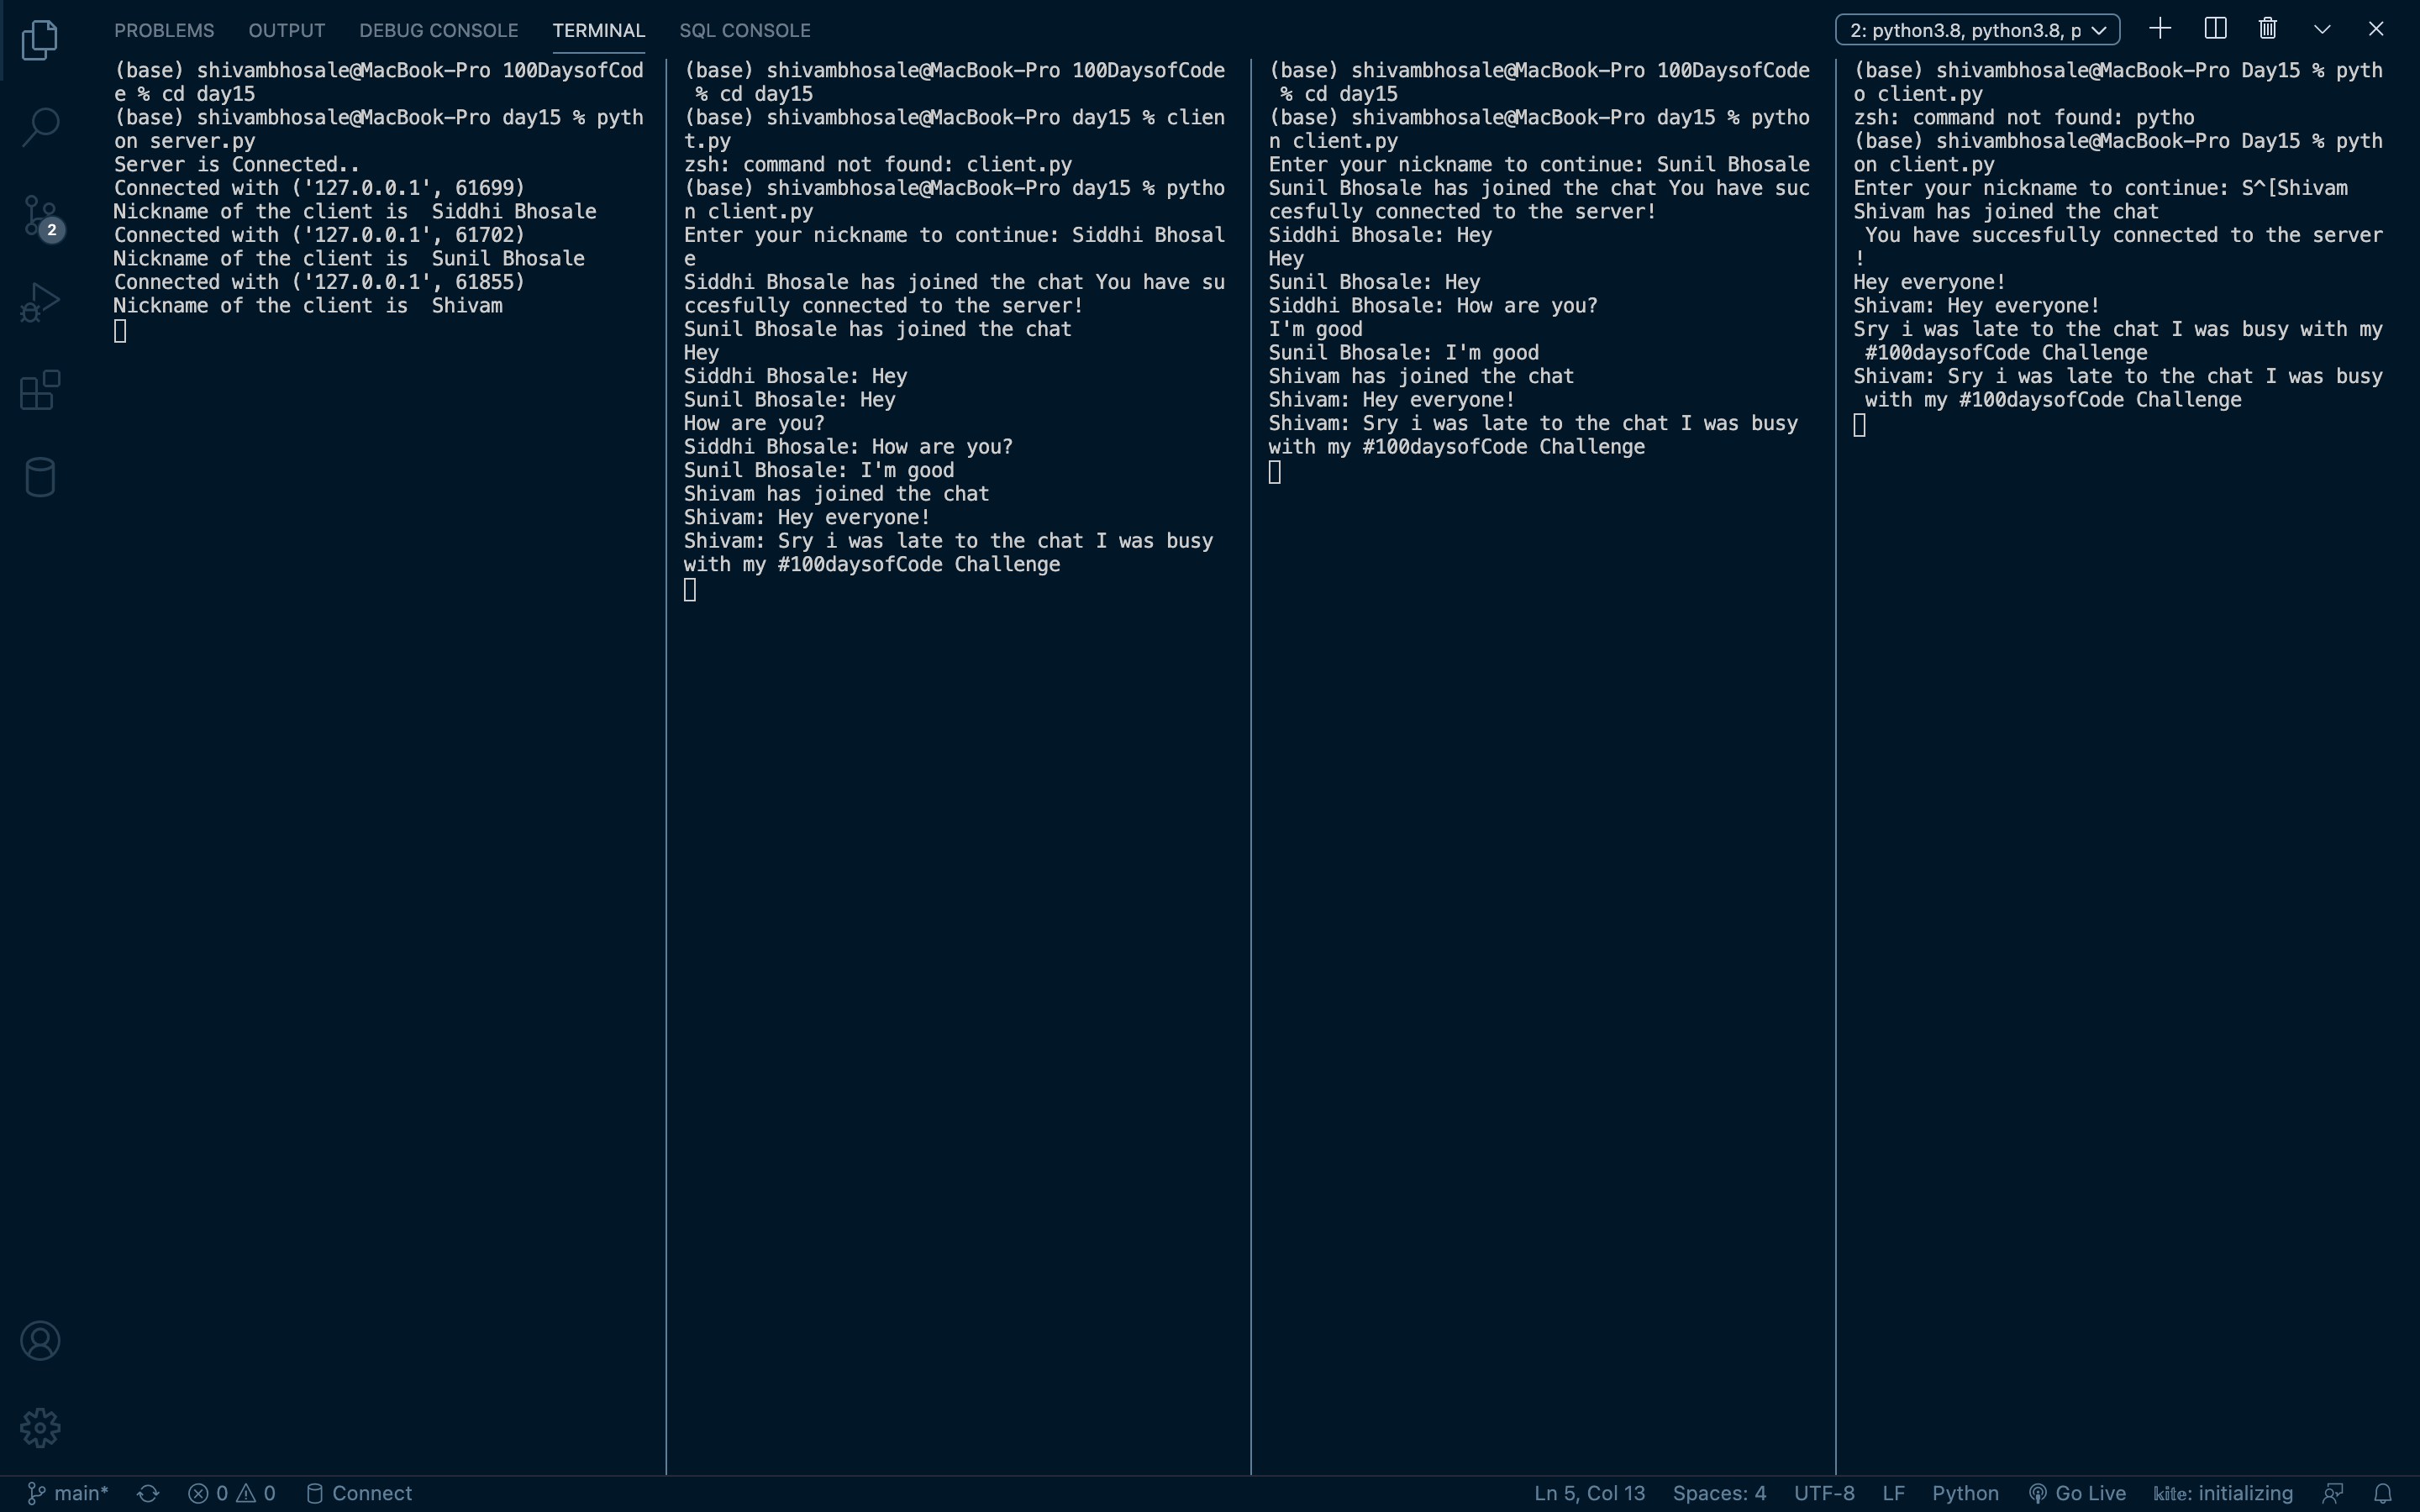 PROBLEMS OUTPUT DEBUG CONSOLE TERMINAL SQL CONSOLE 2: python3.8, python3.8, p
(base) shivambhosale@MacBook-Pro 100DaysofCod
e % cd day15
(base) shivambhosale@MacBook-Pro day15 % pyth
on server.py
Server is Connected..
Connected with ('127.0.0.1', 61699)
Nickname of the client is  Siddhi Bhosale
Connected with ('127.0.0.1', 61702)
Nickname of the client is  Sunil Bhosale
Connected with ('127.0.0.1', 61855)
Nickname of the client is  Shivam
(base) shivambhosale@MacBook-Pro 100DaysofCode
 % cd day15
(base) shivambhosale@MacBook-Pro day15 % clien
t.py
zsh: command not found: client.py
(base) shivambhosale@MacBook-Pro day15 % pytho
n client.py
Enter your nickname to continue: Siddhi Bhosal
e
Siddhi Bhosale has joined the chat You have su
ccesfully connected to the server!
Sunil Bhosale has joined the chat
Hey
Siddhi Bhosale: Hey
Sunil Bhosale: Hey
How are you?
Siddhi Bhosale: How are you?
Sunil Bhosale: I'm good
Shivam has joined the chat
Shivam: Hey everyone!
Shivam: Sry i was late to the chat I was busy
with my #100daysofCode Challenge
(base) shivambhosale@MacBook-Pro 100DaysofCode
 % cd day15
(base) shivambhosale@MacBook-Pro day15 % pytho
n client.py
Enter your nickname to continue: Sunil Bhosale
Sunil Bhosale has joined the chat You have suc
cesfully connected to the server!
Siddhi Bhosale: Hey
Hey
Sunil Bhosale: Hey
Siddhi Bhosale: How are you?
I'm good
Sunil Bhosale: I'm good
Shivam has joined the chat
Shivam: Hey everyone!
Shivam: Sry i was late to the chat I was busy
with my #100daysofCode Challenge
(base) shivambhosale@MacBook-Pro Day15 % pyth
o client.py
zsh: command not found: pytho
(base) shivambhosale@MacBook-Pro Day15 % pyth
on client.py
Enter your nickname to continue: S^[Shivam
Shivam has joined the chat
 You have succesfully connected to the server
!
Hey everyone!
Shivam: Hey everyone!
Sry i was late to the chat I was busy with my
 #100daysofCode Challenge
Shivam: Sry i was late to the chat I was busy
 with my #100daysofCode Challenge
2
main* 0 0 Connect Ln 5, Col 13 Spaces: 4 UTF-8 LF Python Go Live kite: initializing